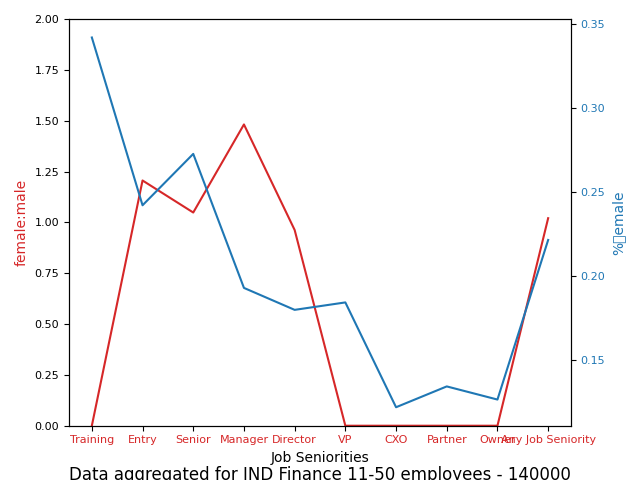 2.00
1.75
1.50
1.25
1.00
0.75
0.50
0.25
0.00
female:male
0.35
0.30
0.25
0.20
0.15
%□emale
Training Entry Senior Manager Director VP CXO Partner Owner Any Job Seniority
Job Seniorities
Data aggregated for IND Finance 11-50 employees - 140000